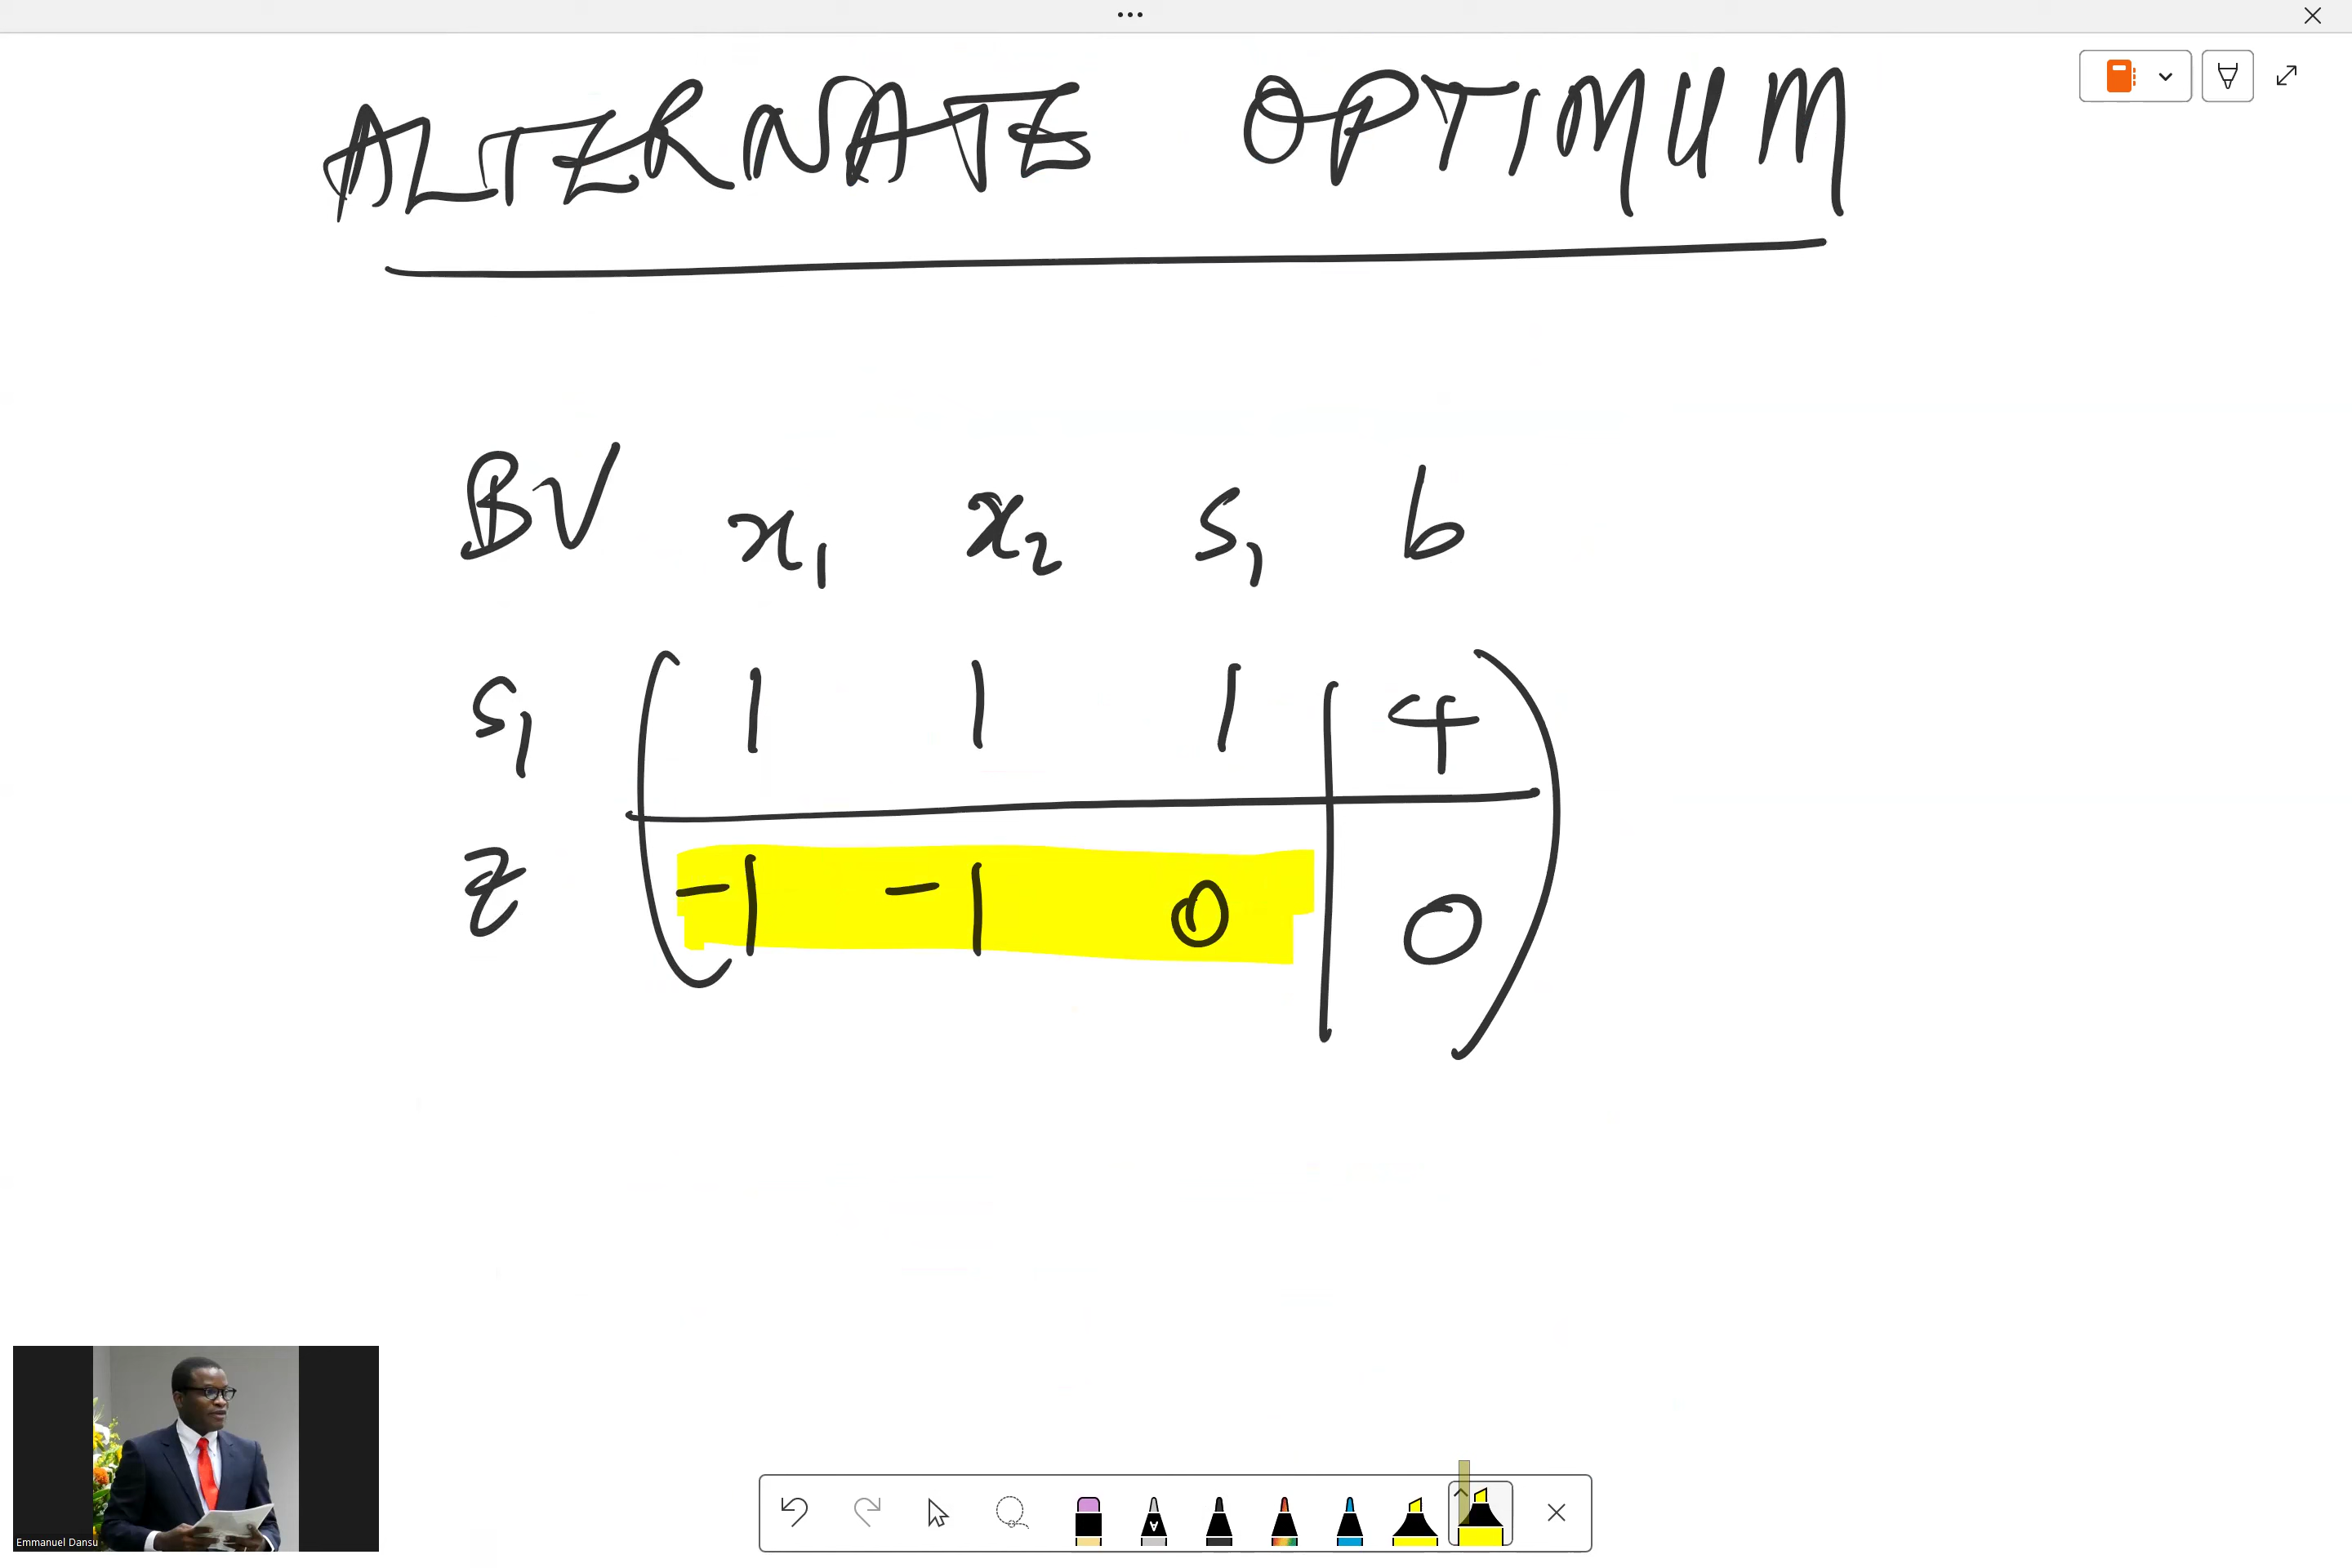 ALTERNATE OPTIMUM
BV x₁ x₂ s₁ b
s₁ 1 1 1 4
z -1 -1 0 0
Emmanuel Dansu